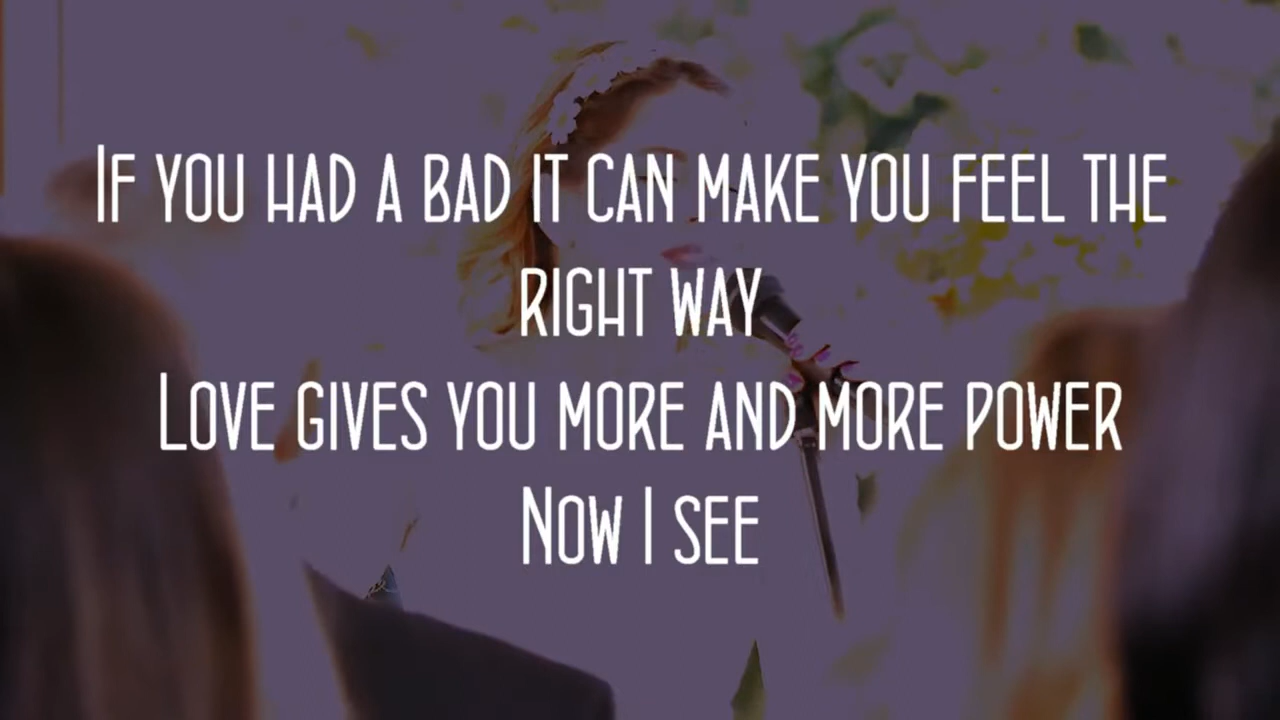 If you had a bad it can make you feel the
right way
Love gives you more and more power
Now I see